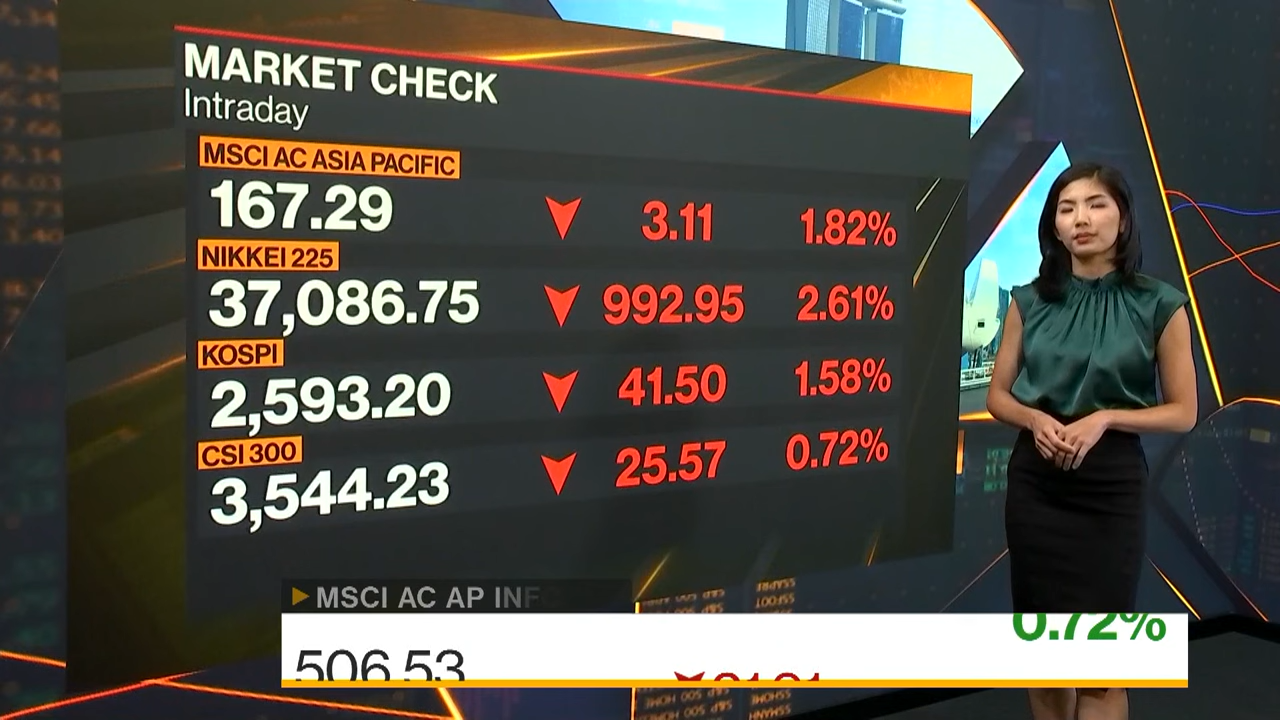 MARKET CHECK
Intraday
MSCI AC ASIA PACIFIC
167.29 3.11 1.82%
NIKKEI 225
37,086.75 992.95 2.61%
KOSPI
2,593.20 41.50 1.58%
CSI 300
3,544.23 25.57 0.72%
MSCI AC AP INF
0.72%
506.53